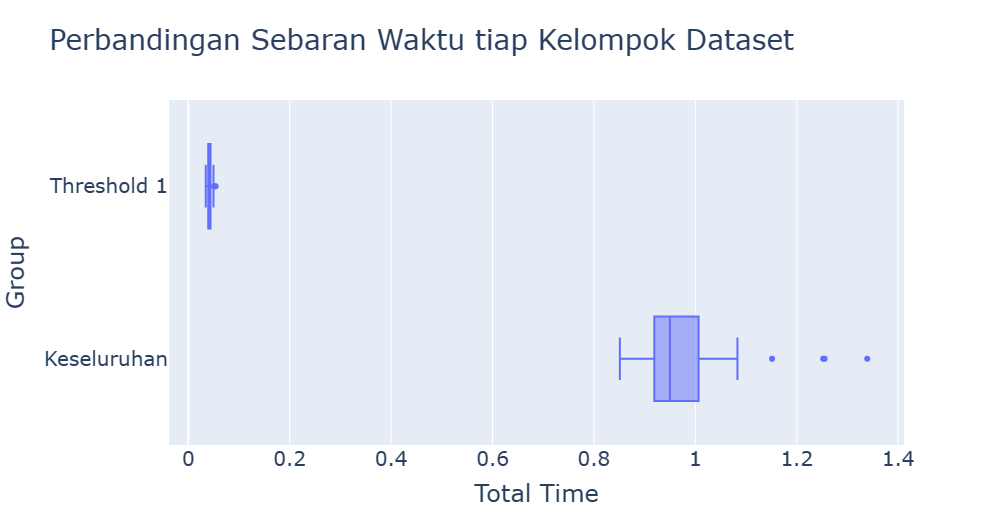 Perbandingan Sebaran Waktu tiap Kelompok Dataset
Group
Threshold 1
Keseluruhan
0 0.2 0.4 0.6 0.8 1 1.2 1.4
Total Time